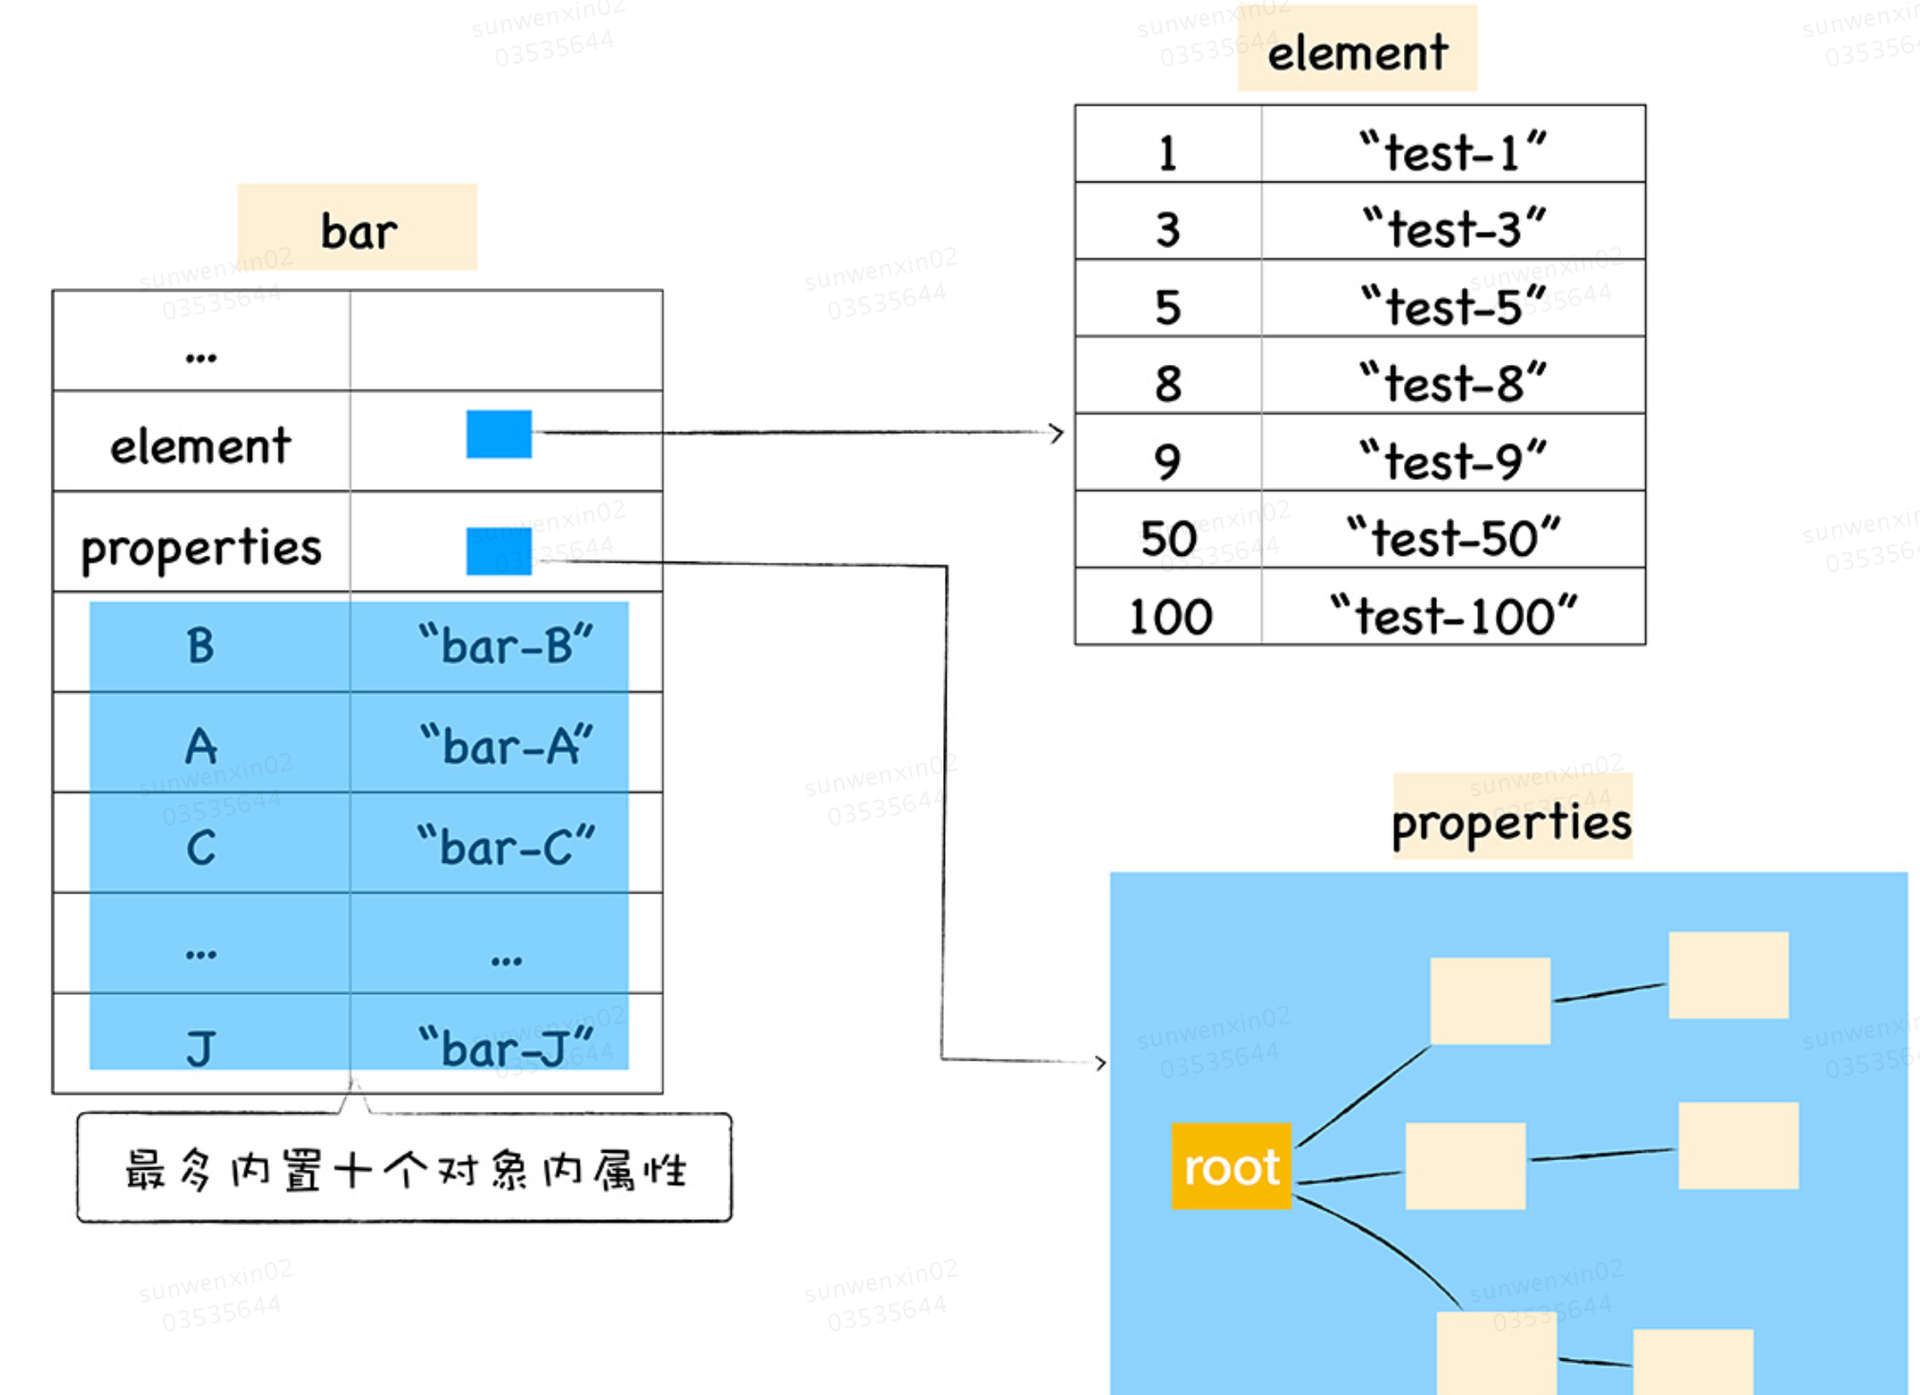 bar
...
element
properties
B “bar-B”
A “bar-A”
C “bar-C”
... ...
J “bar-J”
最多内置十个对象内属性
element
1 “test-1”
3 “test-3”
5 “test-5”
8 “test-8”
9 “test-9”
50 “test-50”
100 “test-100”
properties
root
sunwenxin02
03535644